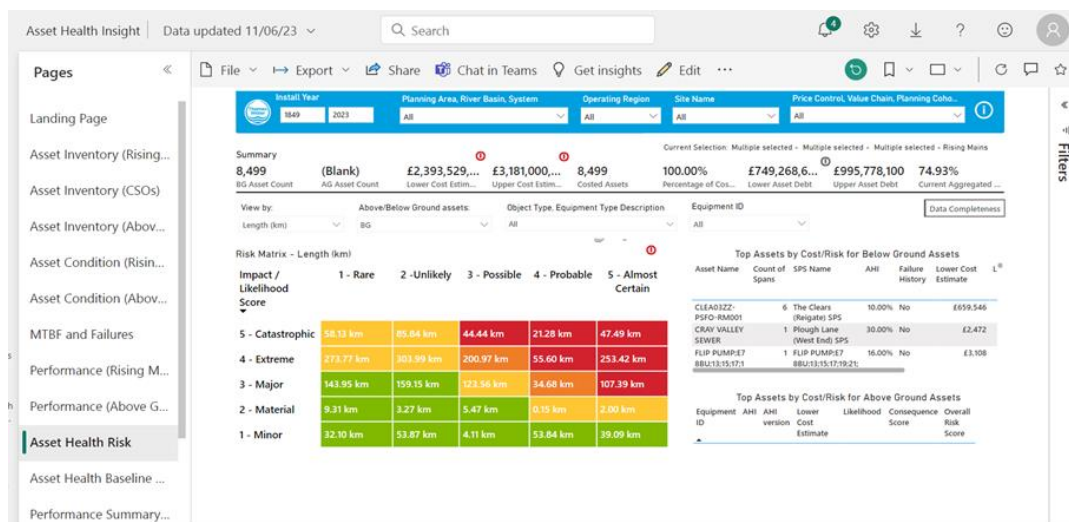 Asset Health Insight Data updated 11/06/23 Search 4
Pages
File Export Share Chat in Teams Get insights Edit ...
Landing Page
Asset Inventory (Rising...
Asset Inventory (CSOs)
Asset Inventory (Abov...
Asset Condition (Risin...
Asset Condition (Abov...
MTBF and Failures
Performance (Rising M...
Performance (Above G...
Asset Health Risk
Asset Health Baseline ...
Performance Summary...
Install Year Planning Area, River Basin, System Operating Region Site Name Price Control, Value Chain, Planning Coho...
1849 2023 All All All All
Current Selection: Multiple selected - Multiple selected - Multiple selected - Rising Mains
Summary
8,499 (Blank) £2,393,529,... £3,181,000,... 8,499 100.00% £749,268,6... £995,778,100 74.93%
BG Asset Count AG Asset Count Lower Cost Estim... Upper Cost Estim... Costed Assets Percentage of Cos... Lower Asset Debt Upper Asset Debt Current Aggregated ...
View by: Above/Below Ground assets: Object Type, Equipment Type Description Equipment ID Data Completeness
Length (km) BG All All
Risk Matrix - Length (km)
Impact / 1 - Rare 2 -Unlikely 3 - Possible 4 - Probable 5 - Almost
Likelihood Certain
Score
5 - Catastrophic 58.13 km 85.84 km 44.44 km 21.28 km 47.49 km
4 - Extreme 273.77 km 303.99 km 200.97 km 55.60 km 253.42 km
3 - Major 143.95 km 159.15 km 123.56 km 34.68 km 107.39 km
2 - Material 9.31 km 3.27 km 5.47 km 0.15 km 2.00 km
1 - Minor 32.10 km 53.87 km 4.11 km 53.84 km 39.09 km
Top Assets by Cost/Risk for Below Ground Assets
Asset Name Count of SPS Name AHI Failure Lower Cost L
Spans History Estimate
CLEA03ZZ- 6 The Clears 10.00% No £659,546
PSFO-RM001 (Reigate) SPS
CRAY VALLEY 1 Plough Lane 30.00% No £2,472
SEWER (West End) SPS
FLIP PUMP:E7 1 FLIP PUMP:E7 16.00% No £3,108
BBU:13;15;17;1 BBU:13;15;17;19;21;
Top Assets by Cost/Risk for Above Ground Assets
Equipment AHI AHI Lower Likelihood Consequence Overall
ID version Cost Score Risk
Estimate Score
Filters